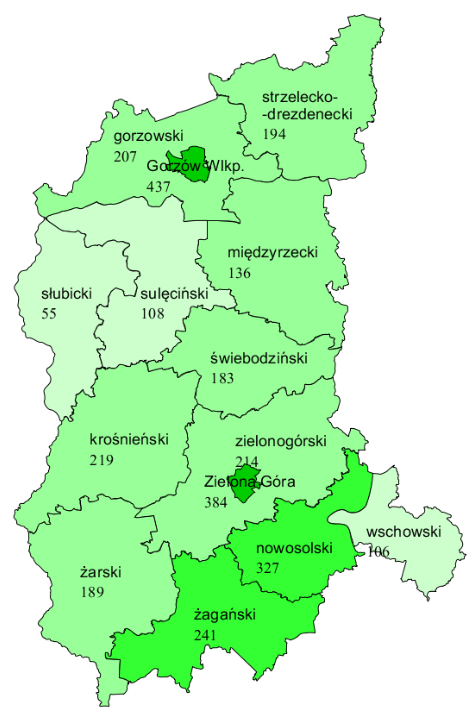 strzelecko-
-drezdenecki
194
gorzowski
207
Gorzów Wlkp.
437
międzyrzecki
136
słubicki
55
sulęciński
108
świebodziński
183
krośnieński
219
zielonogórski
214
Zielona Góra
384
wschowski
106
nowosolski
327
żarski
189
żagański
241